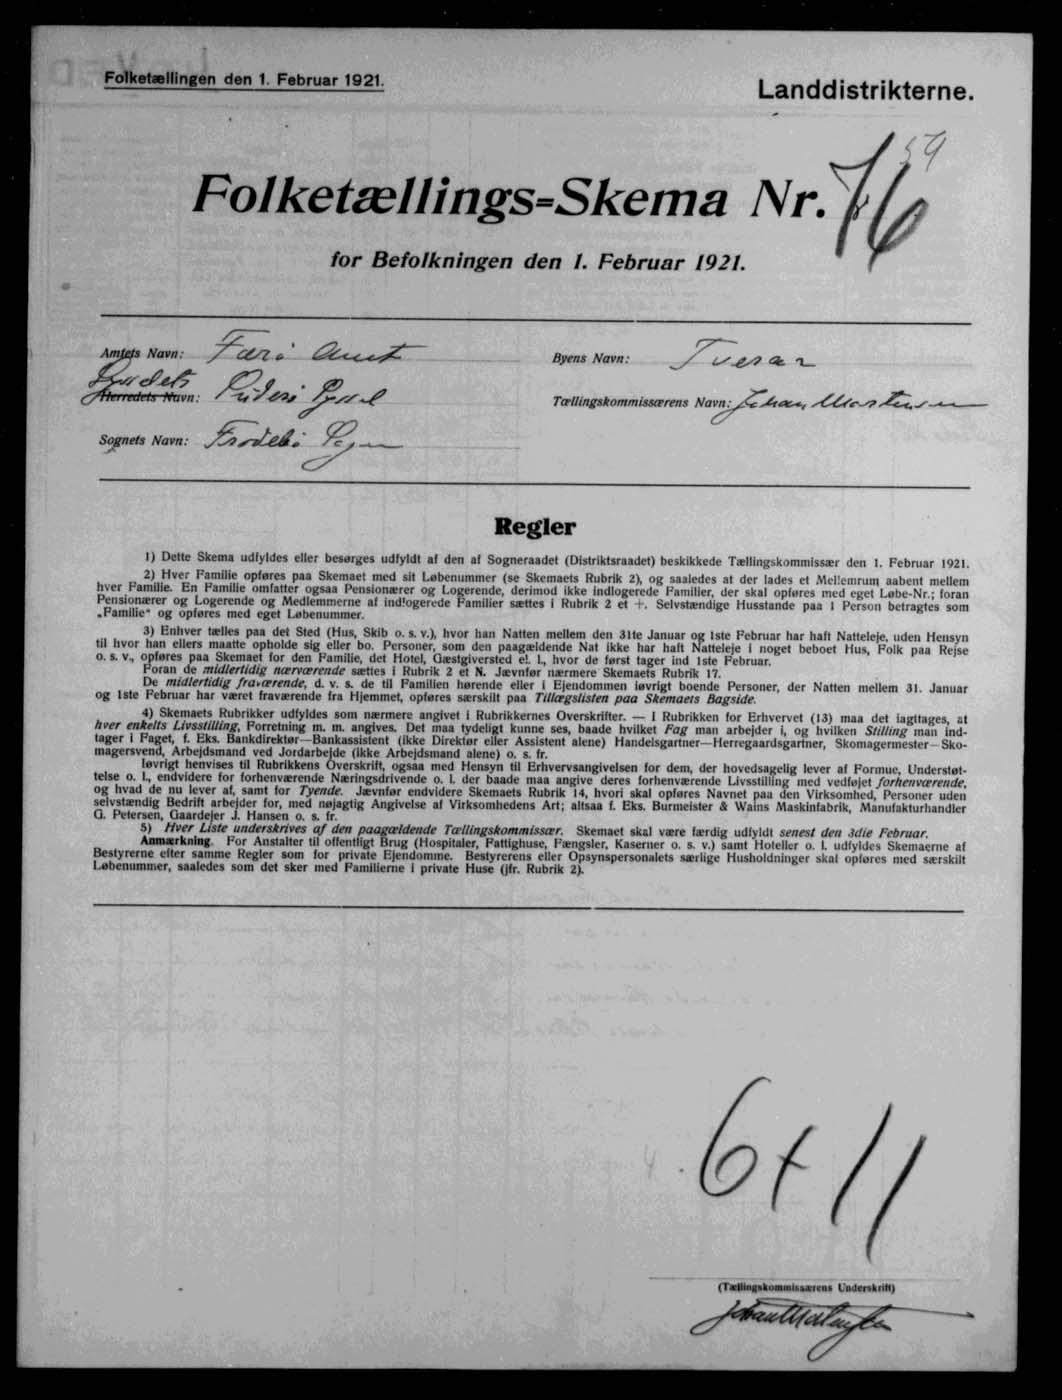 Folketællingen den 1. Februar 1921.
Landdistrikterne.
54
Folketællings=Skema Nr. 76
for Befolkningen den 1. Februar 1921.
Amtets Navn: Færø Amt
Byens Navn: Tverær
Sysslets
Herredets Navn: Suderø Syssel
Tællingskommissærens Navn: Johan Mortensen
Sognets Navn: Frodebø Sogn
Regler
1) Dette Skema udfyldes eller besørges udfyldt af den af Sogneraadet (Distriktsraadet) beskikkede Tællingskommissær den 1. Februar 1921.
2) Hver Familie opføres paa Skemaet med sit Løbenummer (se Skemaets Rubrik 2), og saaledes at der lades et Mellemrum aabent mellem
hver Familie. En Familie omfatter ogsaa Pensionærer og Logerende, derimod ikke indlogerede Familier, der skal opføres med eget Løbe-Nr.; foran
Pensionærer og Logerende og Medlemmerne af indlogerede Familier sættes i Rubrik 2 et +. Selvstændige Husstande paa 1 Person betragtes som
„Familie“ og opføres med eget Løbenummer.
3) Enhver tælles paa det Sted (Hus, Skib o. s. v.), hvor han Natten mellem den 31te Januar og 1ste Februar har haft Natteleje, uden Hensyn
til hvor han ellers maatte opholde sig eller bo. Personer, som den paagældende Nat ikke har haft Natteleje i noget beboet Hus, Folk paa Rejse
o. s. v., opføres paa Skemaet for den Familie, det Hotel, Gæstgiversted el. l., hvor de først tager ind 1ste Februar.
Foran de midlertidig nærværende sættes i Rubrik 2 et N. Jævnfør nærmere Skemaets Rubrik 17.
De midlertidig fraværende, d. v. s. de til Familien hørende eller i Ejendommen iøvrigt boende Personer, der Natten mellem 31. Januar
og 1ste Februar har været fraværende fra Hjemmet, opføres særskilt paa Tillægslisten paa Skemaets Bagside.
4) Skemaets Rubrikker udfyldes som nærmere angivet i Rubrikkernes Overskrifter. — I Rubrikken for Erhvervet (13) maa det iagttages, at
hver enkelts Livsstilling, Forretning m. m. angives. Det maa tydeligt kunne ses, baade hvilket Fag man arbejder i, og hvilken Stilling man ind-
tager i Faget, f. Eks. Bankdirektør—Bankassistent (ikke Direktør eller Assistent alene) Handelsgartner—Herregaardsgartner, Skomagermester—Sko-
magersvend, Arbejdsmand ved Jordarbejde (ikke Arbejdsmand alene) o. s. fr.
Iøvrigt henvises til Rubrikkens Overskrift, ogsaa med Hensyn til Erhvervsangivelsen for dem, der hovedsagelig lever af Formue, Understøt-
telse o. l., endvidere for forhenværende Næringsdrivende o. l. der baade maa angive deres forhenværende Livsstilling med vedføjet forhenværende,
og hvad de nu lever af, samt for Tyende. Jævnfør endvidere Skemaets Rubrik 14, hvori skal opføres Navnet paa den Virksomhed, Personer uden
selvstændig Bedrift arbejder for, med nøjagtig Angivelse af Virksomhedens Art; altsaa f. Eks. Burmeister & Wains Maskinfabrik, Manufakturhandler
G. Petersen, Gaardejer J. Hansen o. s. fr.
5) Hver Liste underskrives af den paagældende Tællingskommissær. Skemaet skal være færdig udfyldt senest den 3die Februar.
Anmærkning. For Anstalter til offentligt Brug (Hospitaler, Fattighuse, Fængsler, Kaserner o. s. v.) samt Hoteller o. l. udfyldes Skemaerne af
Bestyrerne efter samme Regler som for private Ejendomme. Bestyrerens eller Opsynspersonalets særlige Husholdninger skal opføres med særskilt
Løbenummer, saaledes som det sker med Familierne i private Huse (jfr. Rubrik 2).
6 + 11
(Tællingskommissærens Underskrift)
Johan Mortensen